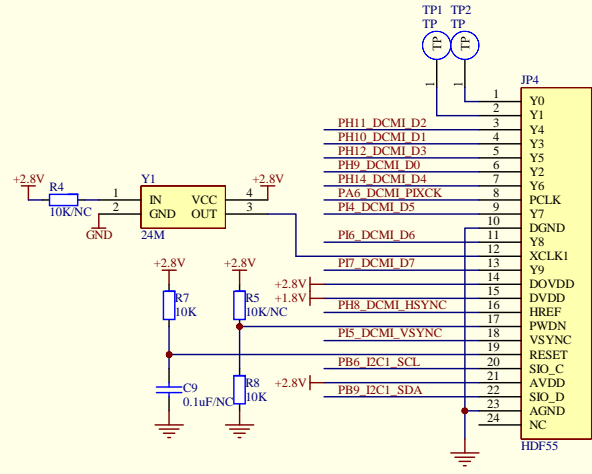 TP1 TP2
TP TP
TP TP
1 1
JP4
1 Y0
2 Y1
PH11_DCMI_D2 3 Y4
PH10_DCMI_D1 4 Y3
PH12_DCMI_D3 5 Y5
PH9_DCMI_D0 6 Y2
PH14_DCMI_D4 7 Y6
PA6_DCMI_PIXCK 8 PCLK
PI4_DCMI_D5 9 Y7
10 DGND
PI6_DCMI_D6 11 Y8
12 XCLK1
PI7_DCMI_D7 13 Y9
+2.8V 14 DOVDD
+1.8V 15 DVDD
PH8_DCMI_HSYNC 16 HREF
17 PWDN
PI5_DCMI_VSYNC 18 VSYNC
19 RESET
PB6_I2C1_SCL 20 SIO_C
+2.8V 21 AVDD
PB9_I2C1_SDA 22 SIO_D
23 AGND
24 NC
HDF55
+2.8V R4 Y1 +2.8V
1 IN VCC 4
10K/NC 2 GND OUT 3
GND 24M
+2.8V +2.8V
R7 R5
10K 10K/NC
C9 R8
0.1uF/NC 10K